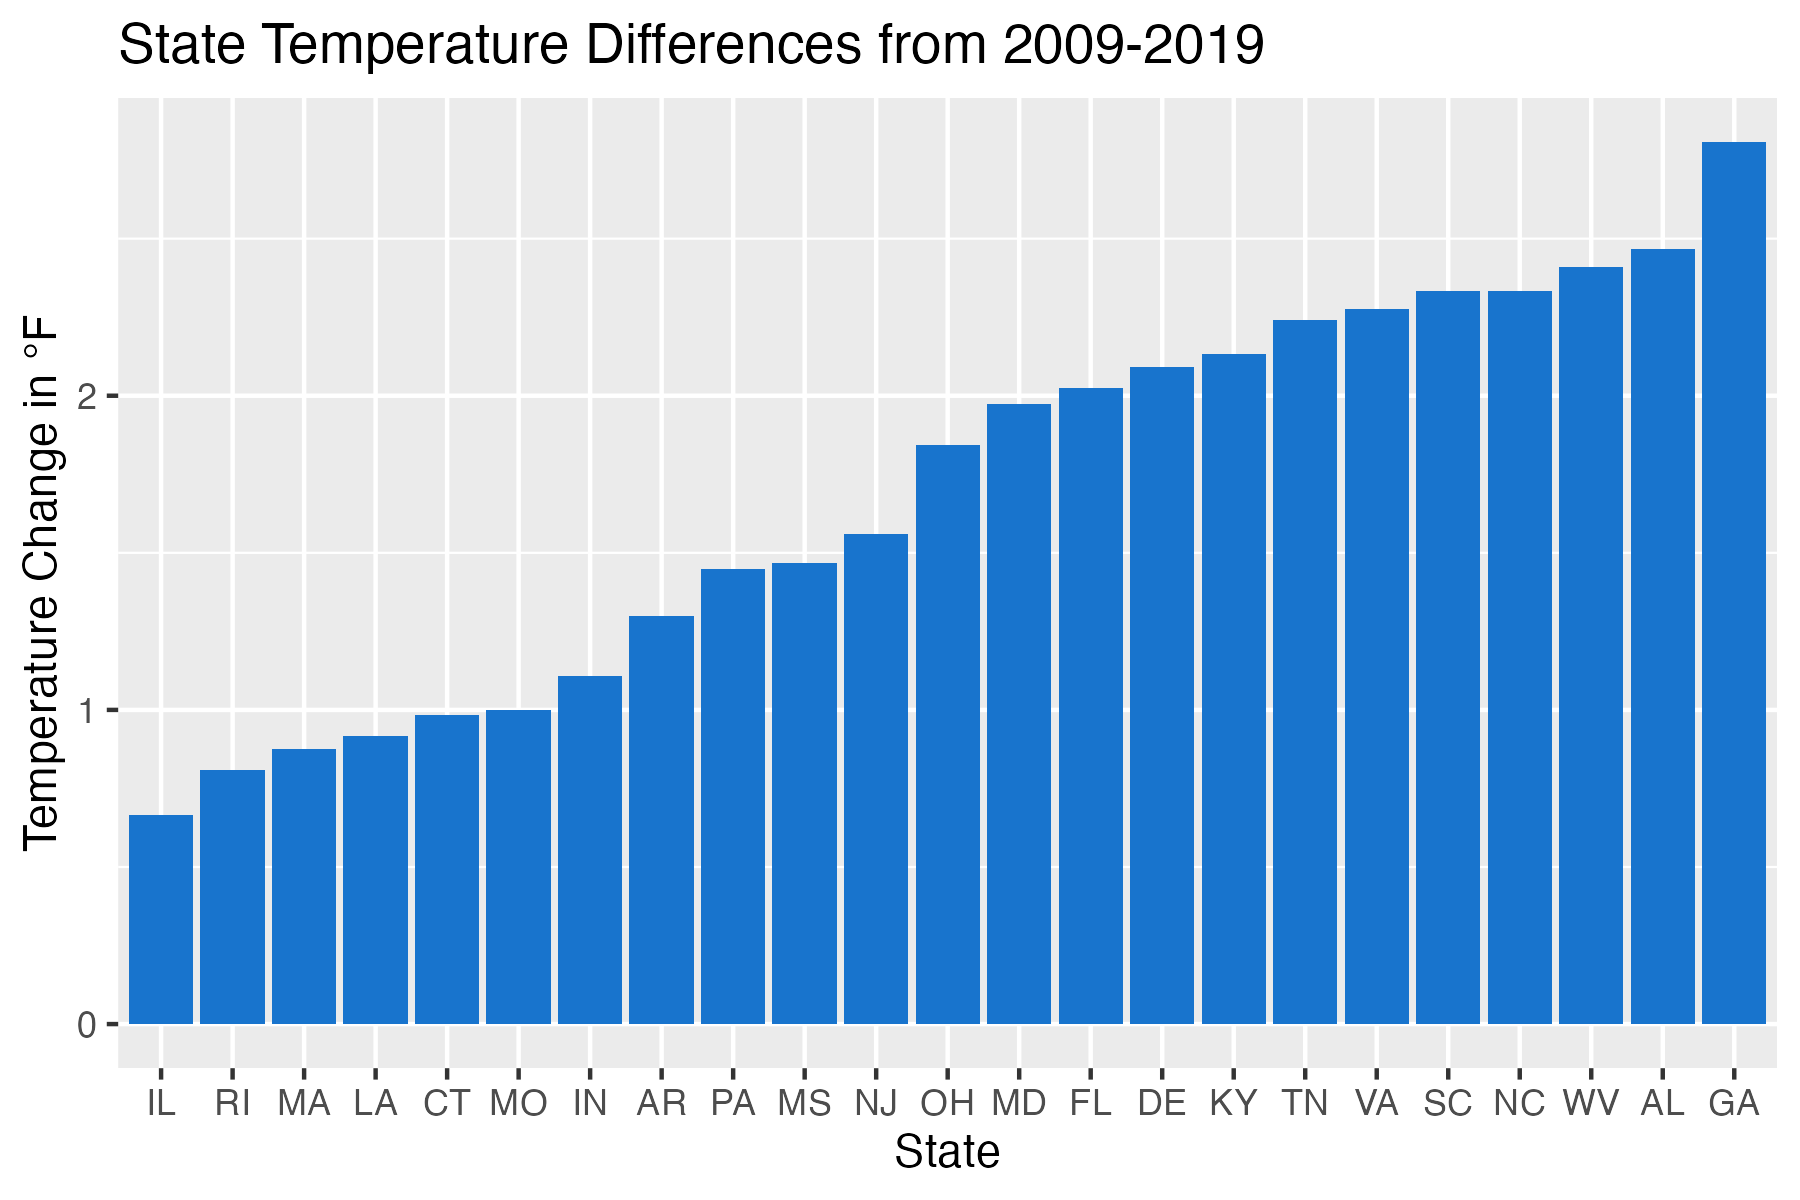 State Temperature Differences from 2009-2019
Temperature Change in °F
2
1
0
IL RI MA LA CT MO IN AR PA MS NJ OH MD FL DE KY TN VA SC NC WV AL GA
State